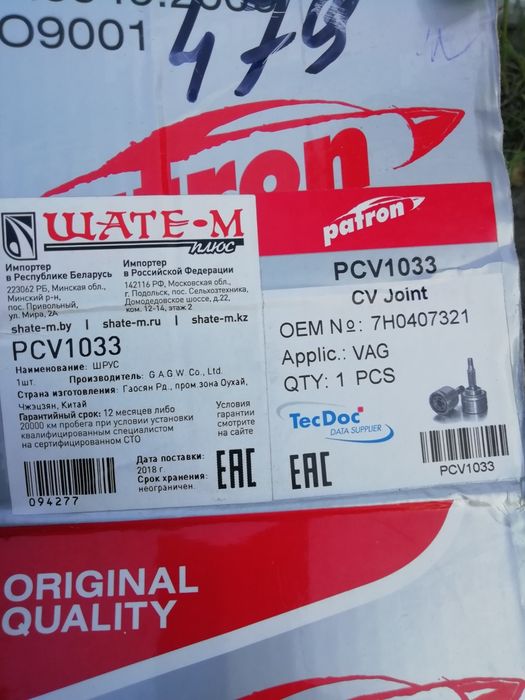 O9001
479
patron
ШАТЕ-М
плюс
Импортер
в Республике Беларусь
223062 РБ, Минская обл.,
Минский р-н,
пос. Привольный,
ул. Мира, 2А
Импортер
в Российской Федерации
142116 РФ, Московская обл.,
г. Подольск, пос. Сельхозтехника,
Домодедовское шоссе, д.22,
ком. 12-14, этаж 2
shate-m.by | shate-m.ru | shate-m.kz
PCV1033
Наименование: ШРУС
1шт. Производитель: G.A.G.W. Co., Ltd.
Страна изготовления: Гаосян Рд., пром зона Оухай,
Чжэцзян, Китай
Гарантийный срок: 12 месяцев либо
20000 км пробега при условии установки
квалифицированным специалистом
на сертифицированном СТО
Условия
гарантии
смотрите
на сайте
Дата поставки:
2018 г.
Срок хранения:
неограничен.
EAC
094277
patron
PCV1033
CV Joint
OEM №: 7H0407321
Applic.: VAG
QTY: 1 PCS
TecDoc
DATA SUPPLIER
EAC
PCV1033
ORIGINAL
QUALITY